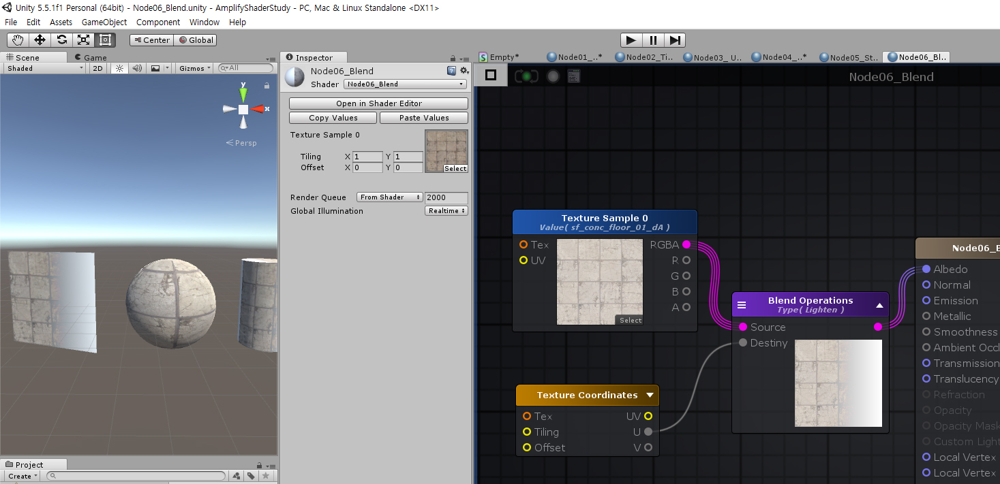 Unity 5.5.1f1 Personal (64bit) - Node06_Blend.unity - AmplifyShaderStudy - PC, Mac & Linux Standalone <DX11>
File Edit Assets GameObject Component Window Help
Center Global
Scene Game
Shaded 2D Gizmos All
y
x
Persp
Inspector
Node06_Blend
Shader Node06_Blend
Open in Shader Editor
Copy Values Paste Values
Texture Sample 0
Tiling X 1 Y 1
Offset X 0 Y 0
Select
Render Queue From Shader 2000
Global Illumination Realtime
Project
Create
Empty* Node01_..* Node02_Ti.. Node03_ U.. Node04_..* Node05_St.. Node06_Bl..
Node06_Blend
Texture Sample 0
Value( sf_conc_floor_01_dA )
Tex RGBA
UV R
G
B
A
Select
Blend Operations
Type( Lighten )
Source
Destiny
Texture Coordinates
Tex UV
Tiling U
Offset V
Node06_B
Albedo
Normal
Emission
Metallic
Smoothness
Ambient Occl
Transmission
Translucency
Refraction
Opacity
Opacity Mask
Custom Light
Local Vertex
Local Vertex